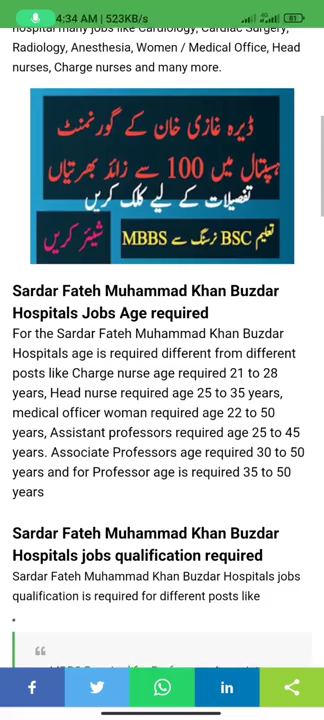 4:34 AM | 523KB/s
81
hospital many jobs like Cardiology, Cardiac Surgery,
Radiology, Anesthesia, Women / Medical Office, Head
nurses, Charge nurses and many more.
ڈیرہ غازی خان کے گورنمنٹ
ہسپتال میں 100 سے زائد بھرتیاں
تفصیلات کے لیے کلک کریں
شیئر کریں
تعلیم BSC نرسنگ سے MBBS
Sardar Fateh Muhammad Khan Buzdar
Hospitals Jobs Age required
For the Sardar Fateh Muhammad Khan Buzdar
Hospitals age is required different from different
posts like Charge nurse age required 21 to 28
years, Head nurse required age 25 to 35 years,
medical officer woman required age 22 to 50
years, Assistant professors required age 25 to 45
years. Associate Professors age required 30 to 50
years and for Professor age is required 35 to 50
years
Sardar Fateh Muhammad Khan Buzdar
Hospitals jobs qualification required
Sardar Fateh Muhammad Khan Buzdar Hospitals jobs
qualification is required for different posts like